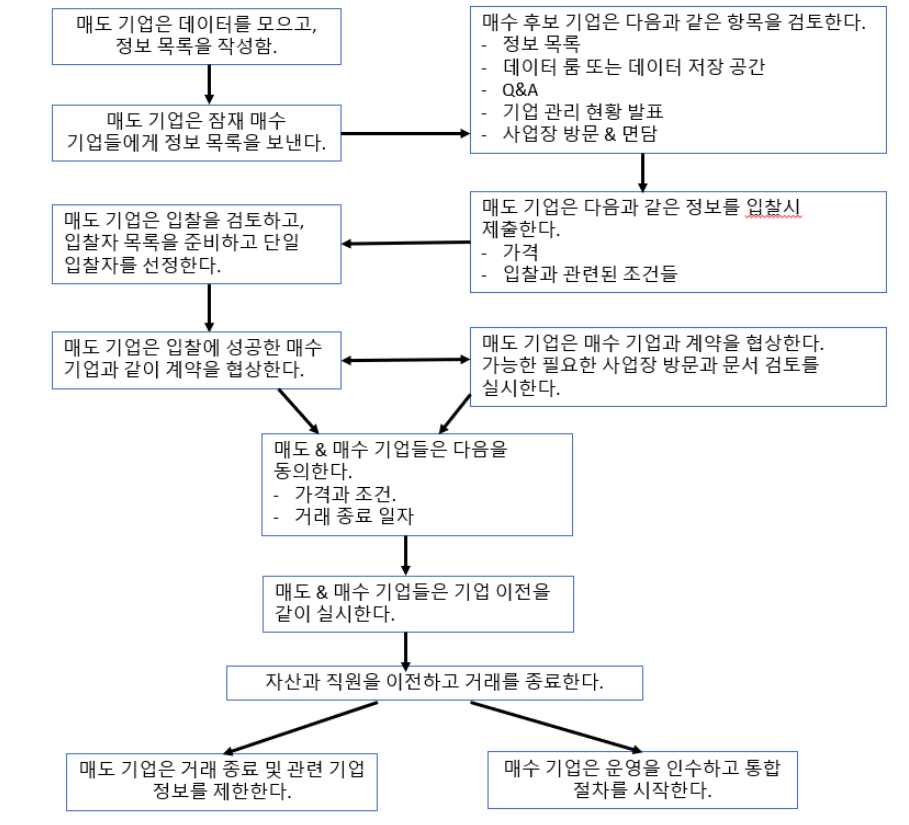 매도 기업은 데이터를 모으고,
정보 목록을 작성함.
매도 기업은 잠재 매수
기업들에게 정보 목록을 보낸다.
매수 후보 기업은 다음과 같은 항목을 검토한다.
- 정보 목록
- 데이터 룸 또는 데이터 저장 공간
- Q&A
- 기업 관리 현황 발표
- 사업장 방문 & 면담
매도 기업은 다음과 같은 정보를 입찰시
제출한다.
- 가격
- 입찰과 관련된 조건들
매도 기업은 입찰을 검토하고,
입찰자 목록을 준비하고 단일
입찰자를 선정한다.
매도 기업은 입찰에 성공한 매수
기업과 같이 계약을 협상한다.
매도 기업은 매수 기업과 계약을 협상한다.
가능한 필요한 사업장 방문과 문서 검토를
실시한다.
매도 & 매수 기업들은 다음을
동의한다.
- 가격과 조건.
- 거래 종료 일자
매도 & 매수 기업들은 기업 이전을
같이 실시한다.
자산과 직원을 이전하고 거래를 종료한다.
매도 기업은 거래 종료 및 관련 기업
정보를 제한한다.
매수 기업은 운영을 인수하고 통합
절차를 시작한다.